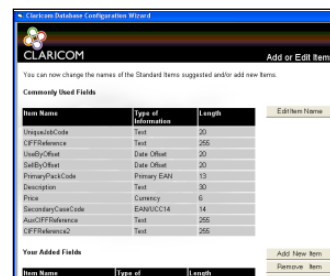 Claricom Database Configuration Wizard
CLARICOM
Add or Edit Item
You can now change the names of the Standard Items suggested and/or add new Items.
Commonly Used Fields
Item Name Type of Information Length
Edit Item Name
UniqueJobCode Text 20
CIFFReference Text 255
UseByOffset Date Offset 20
SellByOffset Date Offset 20
PrimaryPackCode Primary EAN 13
Description Text 30
Price Currency 6
SecondaryCaseCode EAN/UCC14 14
AuxCIFFReference Text 255
CIFFReference2 Text 255
Your Added Fields
Add New Item
Remove Item
Item Name Type of Length